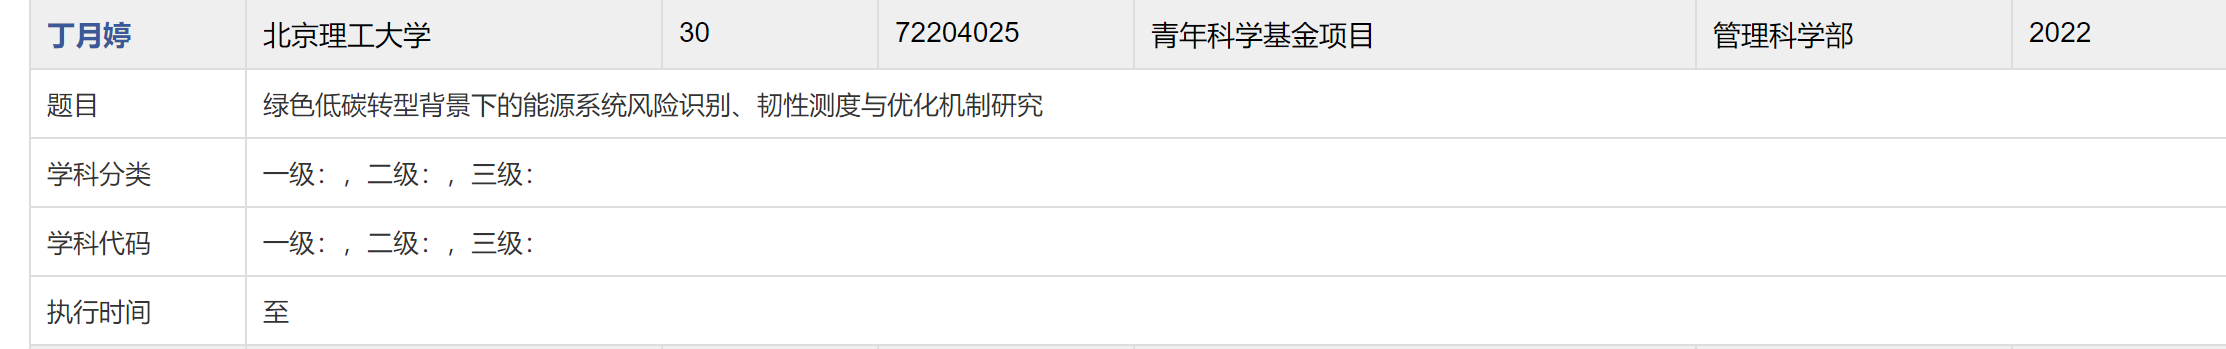 丁月婷 北京理工大学 30 72204025 青年科学基金项目 管理科学部 2022
题目 绿色低碳转型背景下的能源系统风险识别、韧性测度与优化机制研究
学科分类 一级：，二级：，三级：
学科代码 一级：，二级：，三级：
执行时间 至